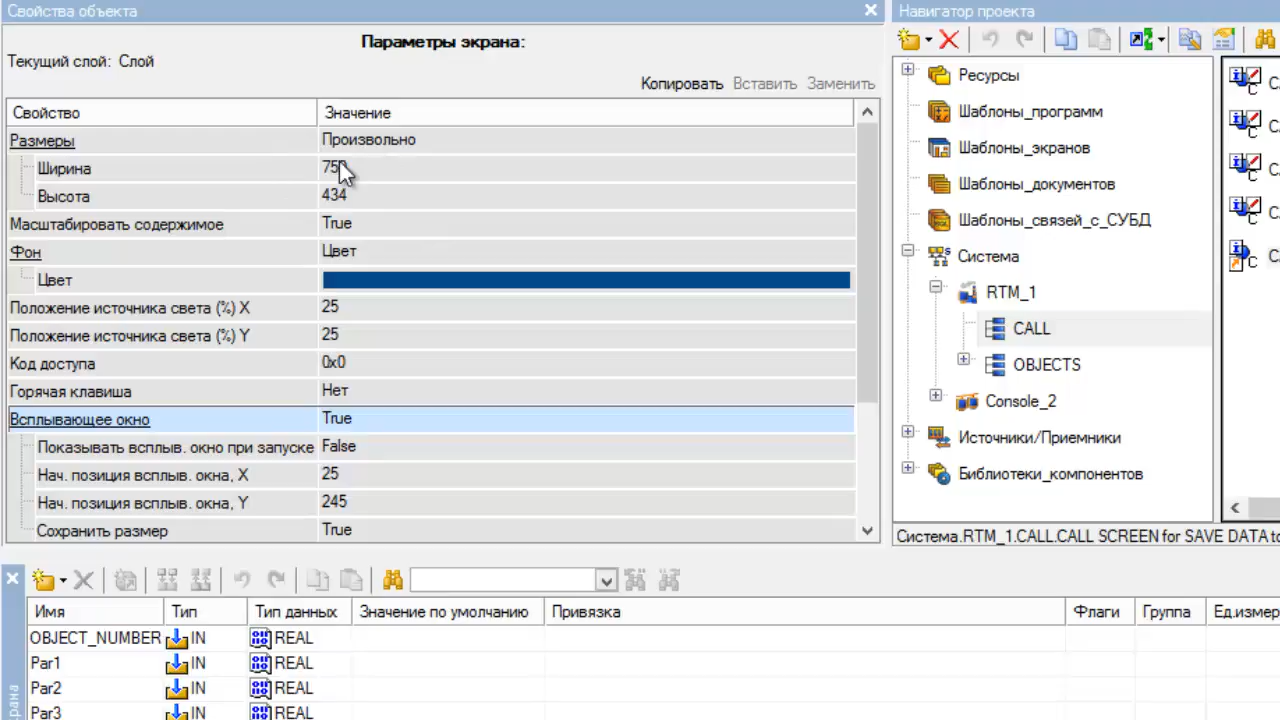 Свойства объекта
Параметры экрана:
Текущий слой: Слой
Копировать Вставить Заменить
Свойство Значение
Размеры Произвольно
Ширина
Высота 434
Масштабировать содержимое True
Фон Цвет
Цвет
Положение источника света (%) X 25
Положение источника света (%) Y 25
Код доступа 0x0
Горячая клавиша Нет
Всплывающее окно True
Показывать всплыв. окно при запуске False
Нач. позиция всплыв. окна, X 25
Нач. позиция всплыв. окна, Y 245
Сохранить размер True
Навигатор проекта
Ресурсы
Шаблоны_программ
Шаблоны_экранов
Шаблоны_документов
Шаблоны_связей_с_СУБД
Система
RTM_1
CALL
OBJECTS
Console_2
Источники/Приемники
Библиотеки_компонентов
Система.RTM_1.CALL.CALL SCREEN for SAVE DATA to
Имя Тип Тип данных Значение по умолчанию Привязка Флаги Группа Ед.измер
OBJECT_NUMBER IN REAL
Par1 IN REAL
Par2 IN REAL
Par3 IN REAL